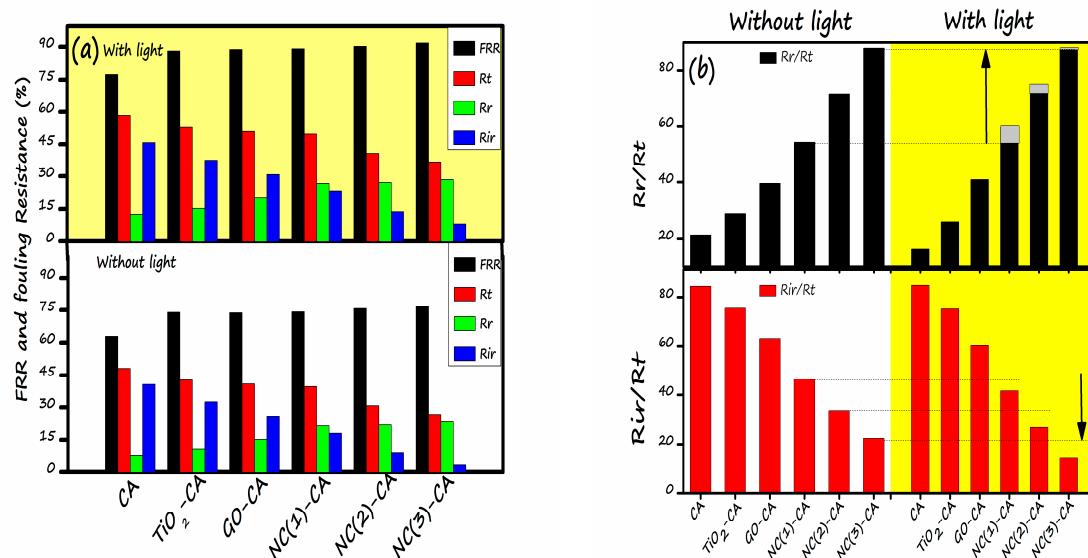 (a) With light
FRR
Rt
Rr
Rir
90
75
60
45
30
15
0
Without light
FRR
Rt
Rr
Rir
90
75
60
45
30
15
0
FRR and fouling Resistance (%)
CA
TiO2-CA
GO-CA
NC(1)-CA
NC(2)-CA
NC(3)-CA
Without light
With light
(b)
Rr/Rt
80
60
40
20
Rr/Rt
Rir/Rt
80
60
40
20
0
Rir/Rt
CA
TiO2-CA
GO-CA
NC(1)-CA
NC(2)-CA
NC(3)-CA
CA
TiO2-CA
GO-CA
NC(1)-CA
NC(2)-CA
NC(3)-CA